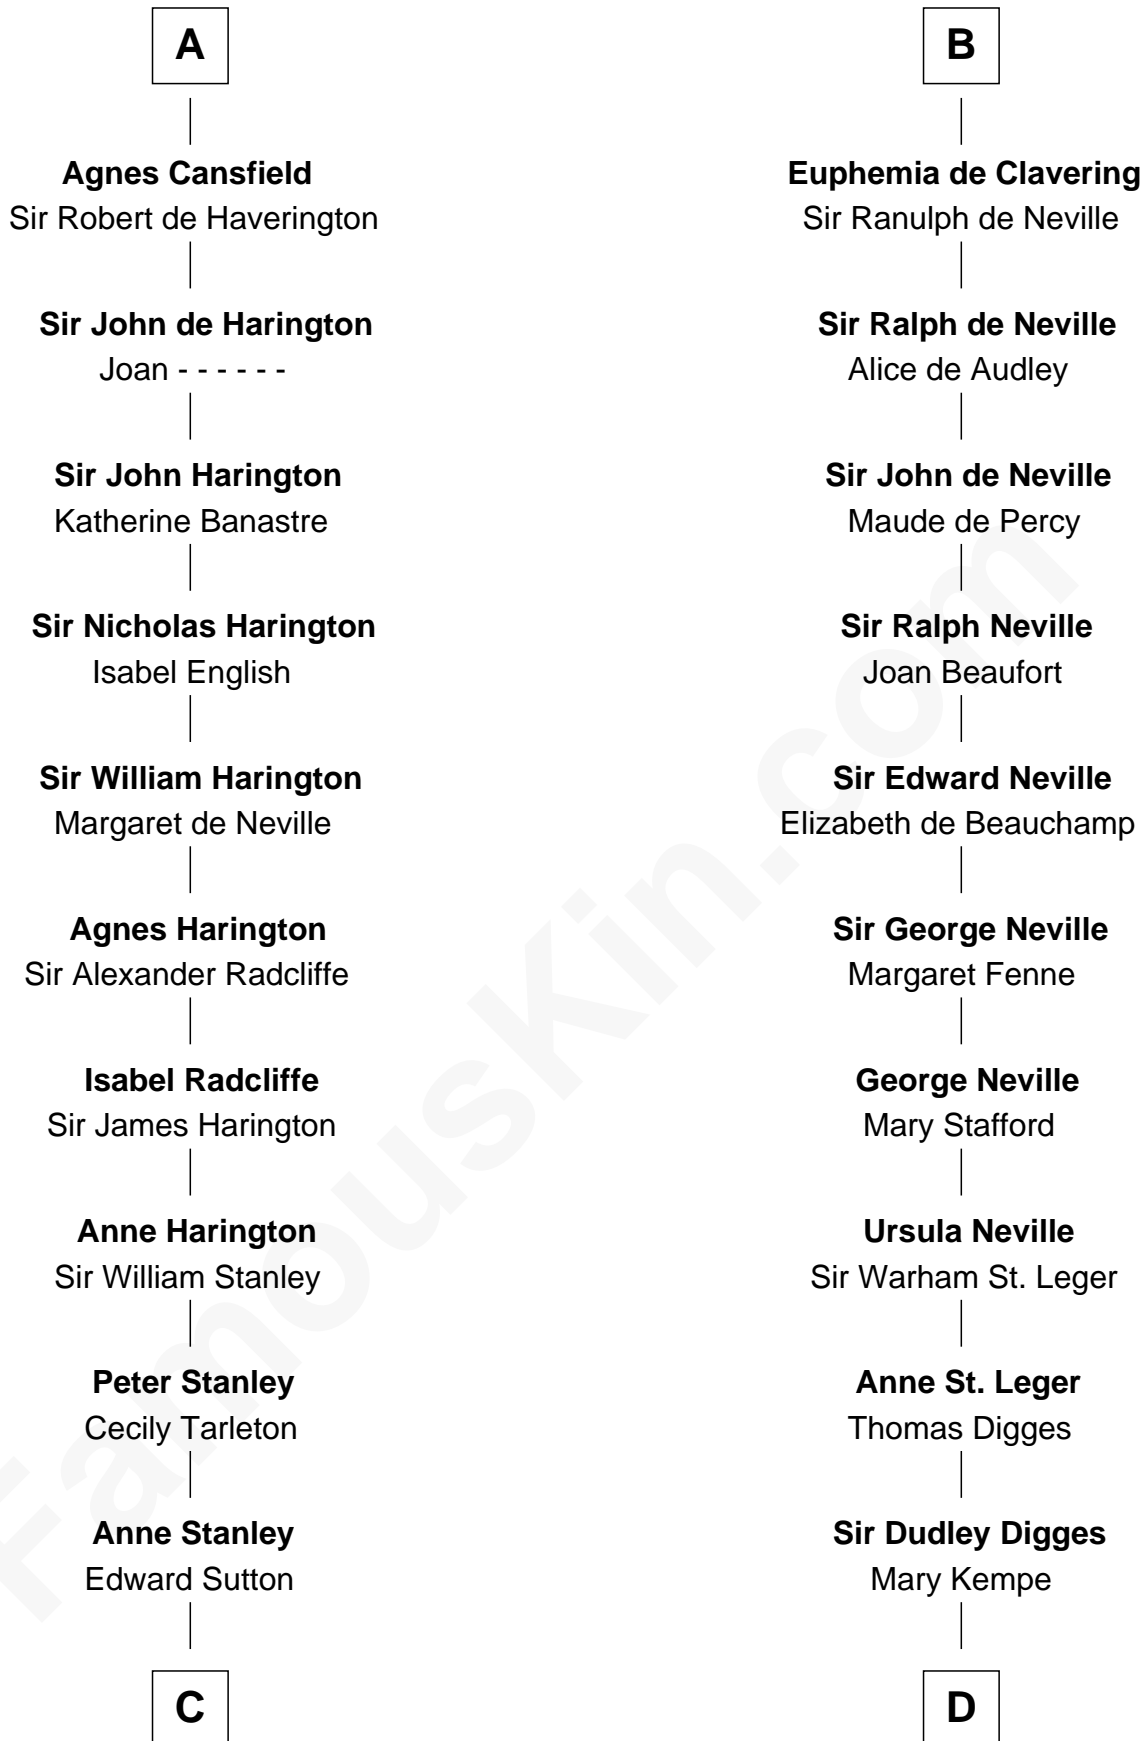 A
Agnes Cansfield
Sir Robert de Haverington
Sir John de Harington
Joan - - - - - -
Sir John Harington
Katherine Banastre
Sir Nicholas Harington
Isabel English
Sir William Harington
Margaret de Neville
Agnes Harington
Sir Alexander Radcliffe
Isabel Radcliffe
Sir James Harington
Anne Harington
Sir William Stanley
Peter Stanley
Cecily Tarleton
Anne Stanley
Edward Sutton
C
B
Euphemia de Clavering
Sir Ranulph de Neville
Sir Ralph de Neville
Alice de Audley
Sir John de Neville
Maude de Percy
Sir Ralph Neville
Joan Beaufort
Sir Edward Neville
Elizabeth de Beauchamp
Sir George Neville
Margaret Fenne
George Neville
Mary Stafford
Ursula Neville
Sir Warham St. Leger
Anne St. Leger
Thomas Digges
Sir Dudley Digges
Mary Kempe
D
FamousKin.com